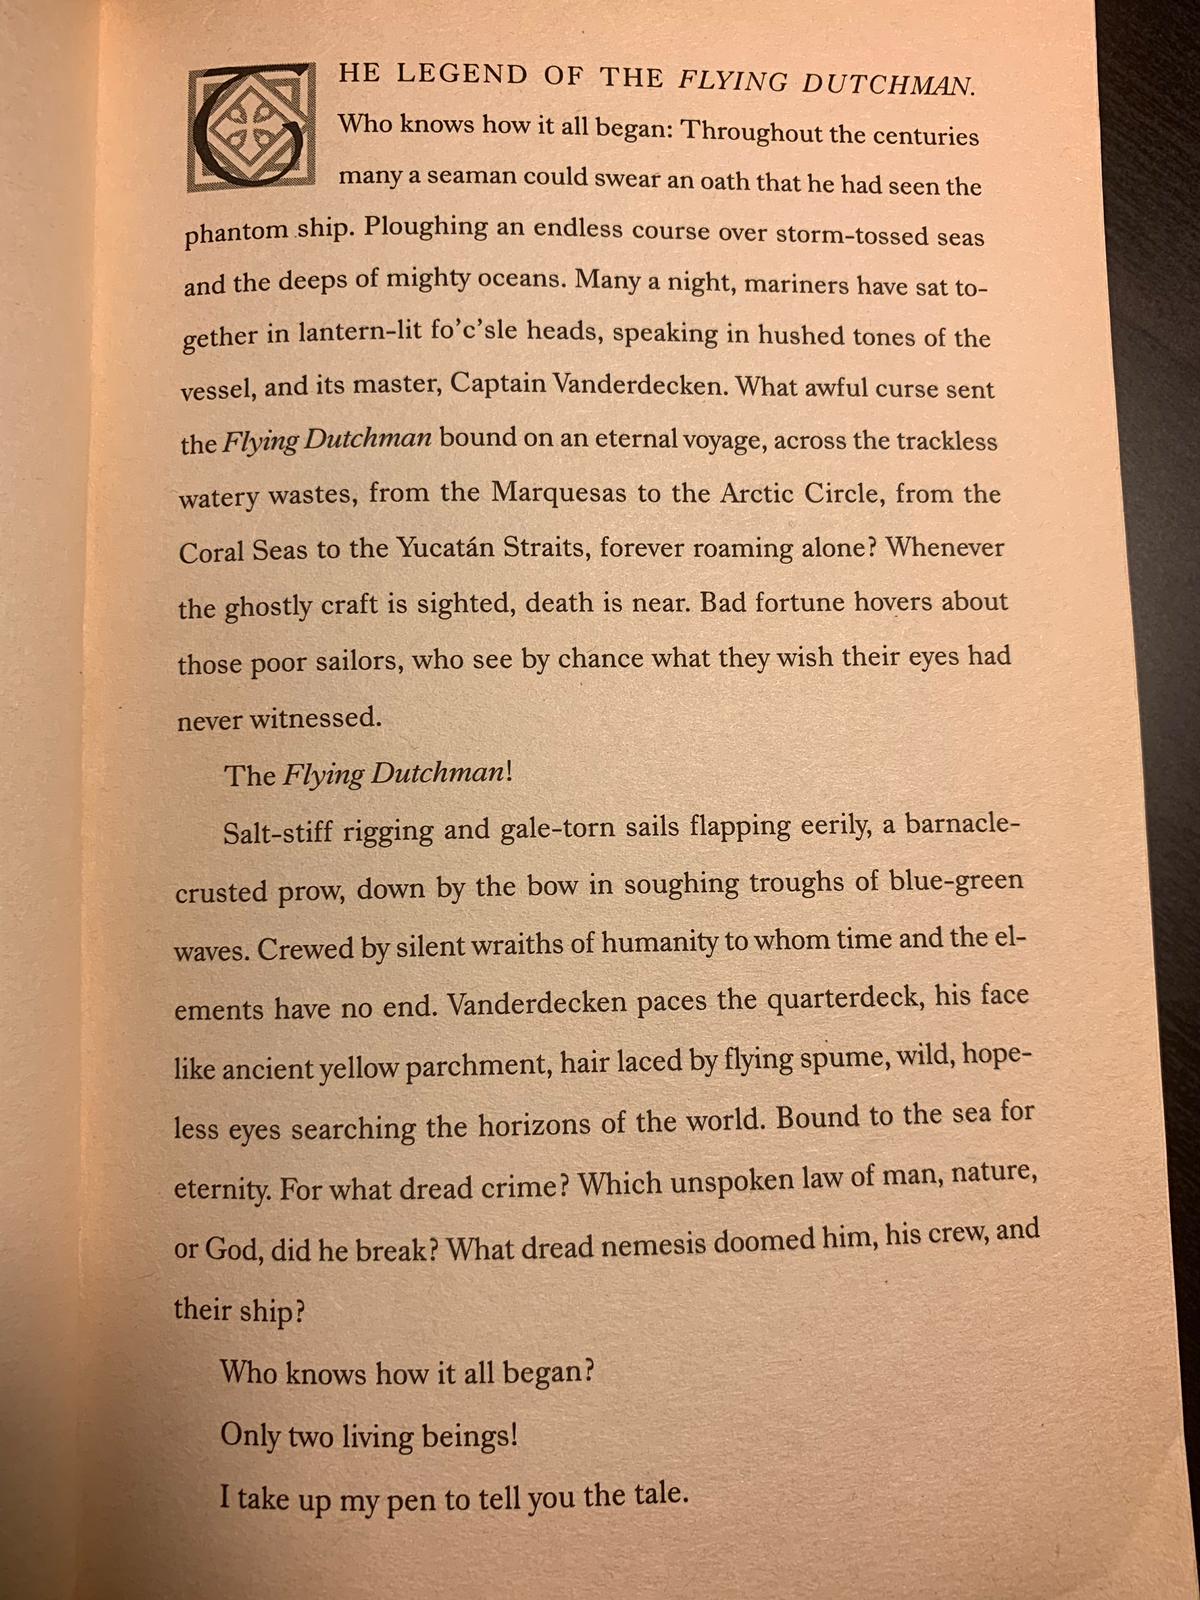 THE LEGEND OF THE FLYING DUTCHMAN.
Who knows how it all began: Throughout the centuries
many a seaman could swear an oath that he had seen the
phantom ship. Ploughing an endless course over storm-tossed seas
and the deeps of mighty oceans. Many a night, mariners have sat to-
gether in lantern-lit fo'c'sle heads, speaking in hushed tones of the
vessel, and its master, Captain Vanderdecken. What awful curse sent
the Flying Dutchman bound on an eternal voyage, across the trackless
watery wastes, from the Marquesas to the Arctic Circle, from the
Coral Seas to the Yucatán Straits, forever roaming alone? Whenever
the ghostly craft is sighted, death is near. Bad fortune hovers about
those poor sailors, who see by chance what they wish their eyes had
never witnessed.
The Flying Dutchman!
Salt-stiff rigging and gale-torn sails flapping eerily, a barnacle-
crusted prow, down by the bow in soughing troughs of blue-green
waves. Crewed by silent wraiths of humanity to whom time and the el-
ements have no end. Vanderdecken paces the quarterdeck, his face
like ancient yellow parchment, hair laced by flying spume, wild, hope-
less eyes searching the horizons of the world. Bound to the sea for
eternity. For what dread crime? Which unspoken law of man, nature,
or God, did he break? What dread nemesis doomed him, his crew, and
their ship?
Who knows how it all began?
Only two living beings!
I take up my pen to tell you the tale.